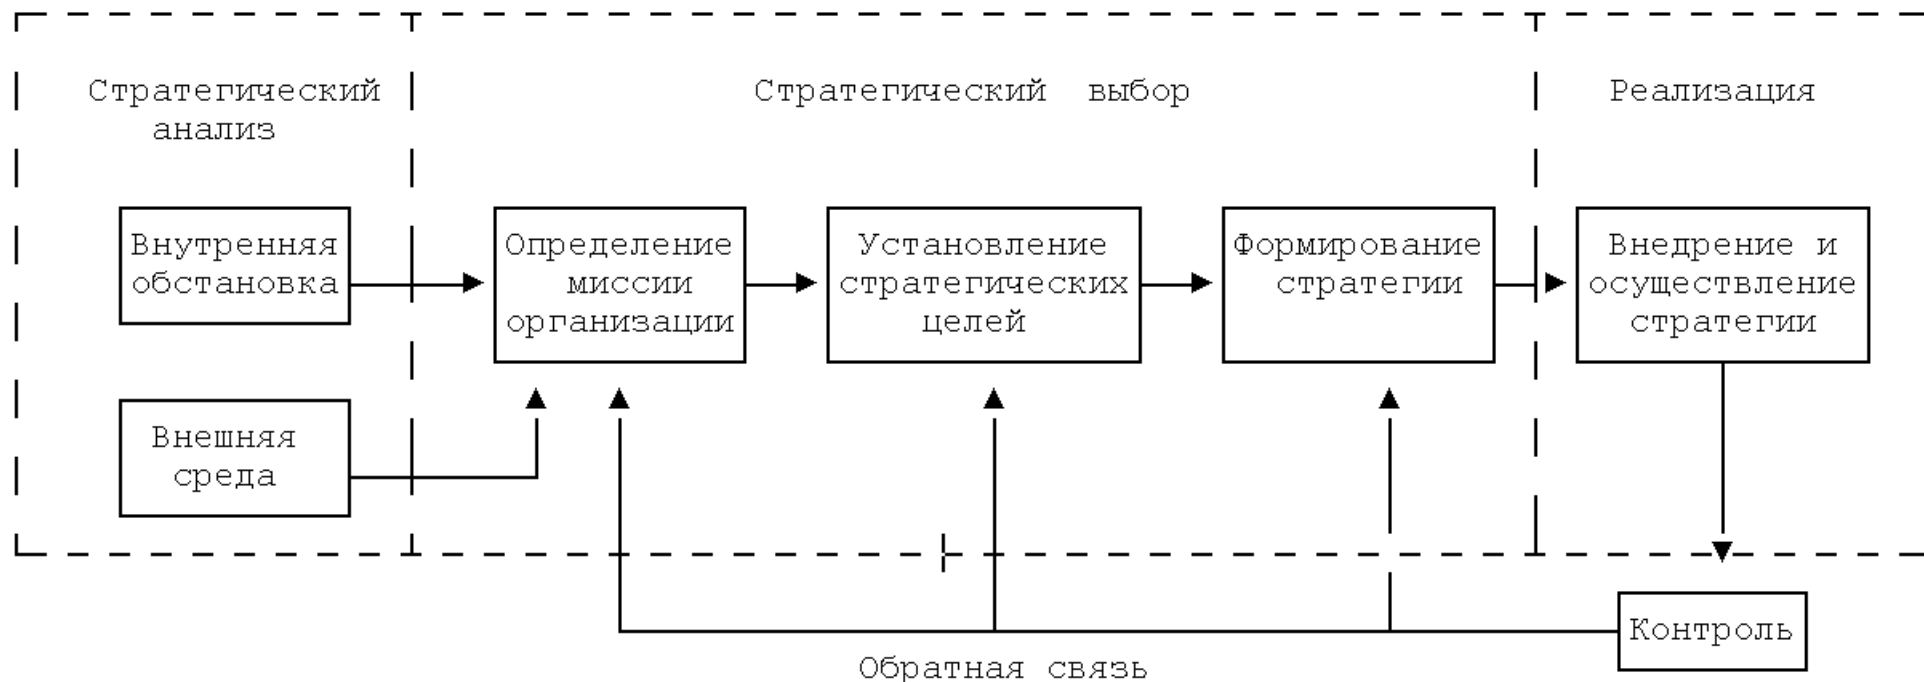 Стратегический
анализ
Стратегический выбор
Реализация
Внутренняя
обстановка
Определение
миссии
организации
Установление
стратегических
целей
Формирование
стратегии
Внедрение и
осуществление
стратегии
Внешняя
среда
Контроль
Обратная связь